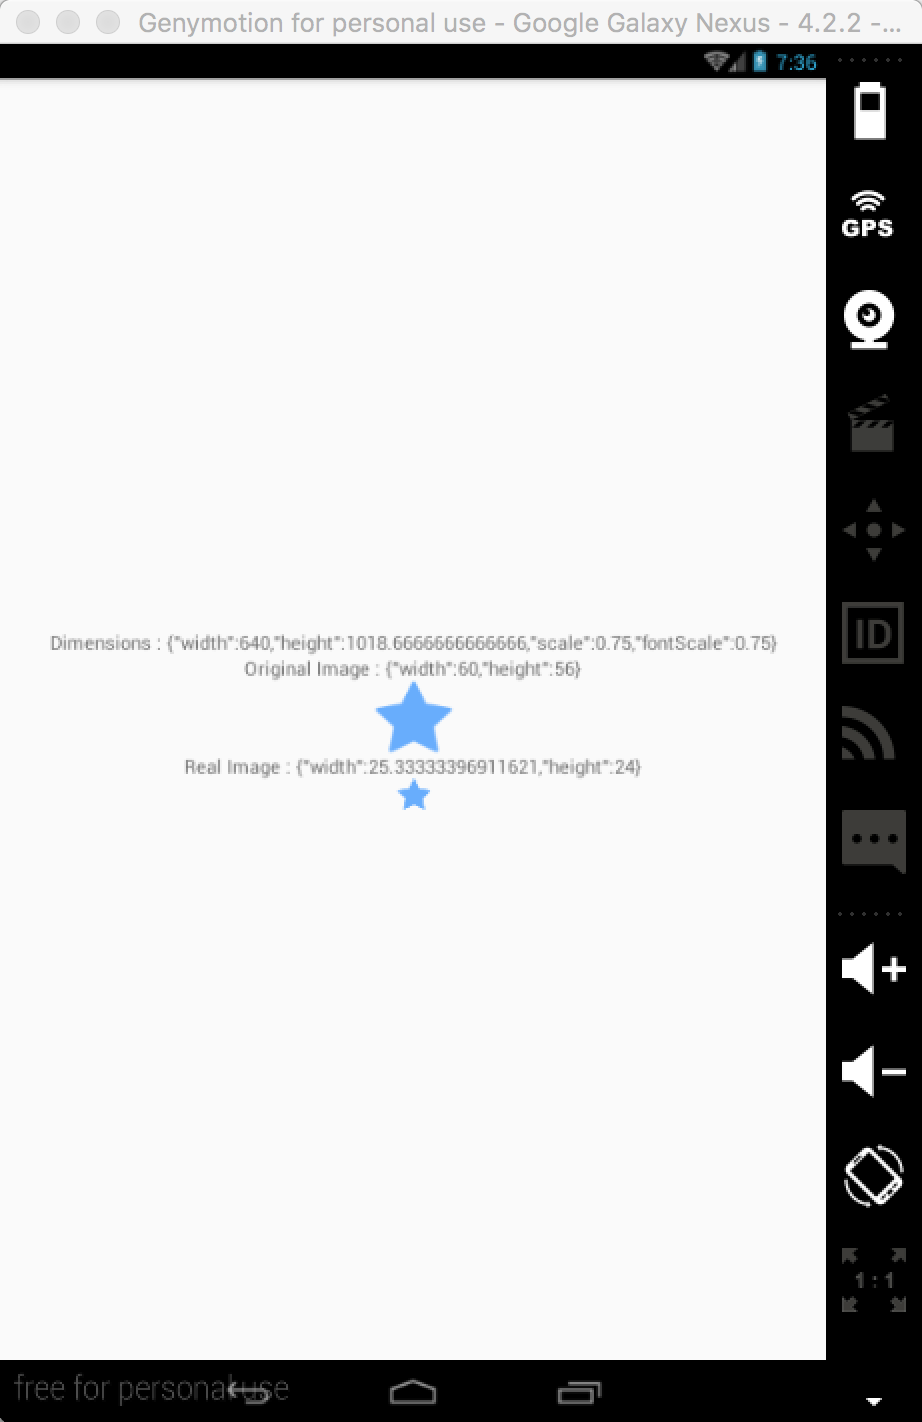 Genymotion for personal use - Google Galaxy Nexus - 4.2.2 -...
7:36
GPS
Dimensions : {"width":640,"height":1018.6666666666666,"scale":0.75,"fontScale":0.75}
Original Image : {"width":60,"height":56}
ID
Real Image : {"width":25.33333396911621,"height":24}
1 : 1
free for personal use